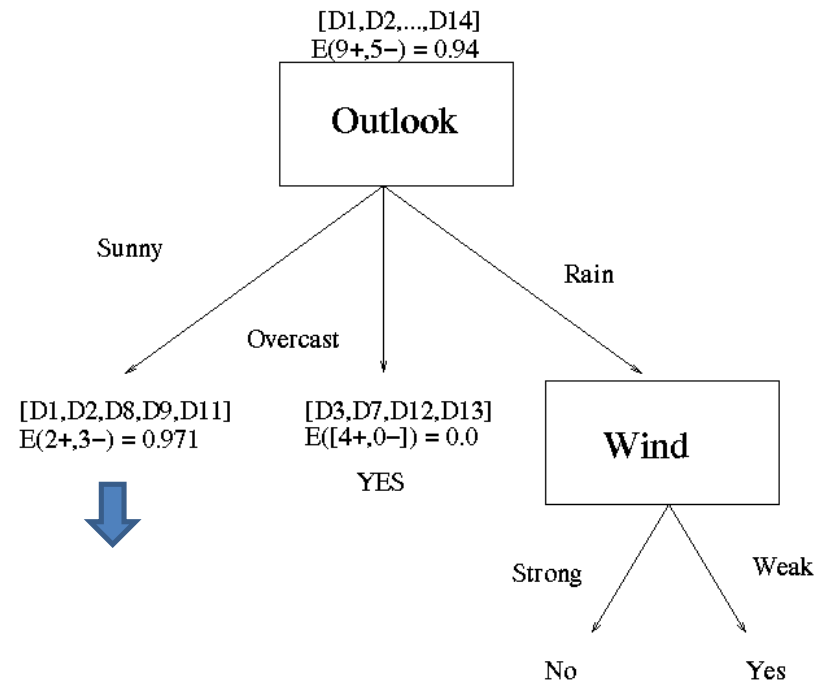 [D1,D2,...,D14]
E(9+,5−) = 0.94
Outlook
Sunny
Rain
Overcast
[D1,D2,D8,D9,D11]
E(2+,3−) = 0.971
[D3,D7,D12,D13]
E([4+,0−]) = 0.0
YES
Wind
Strong
Weak
No
Yes